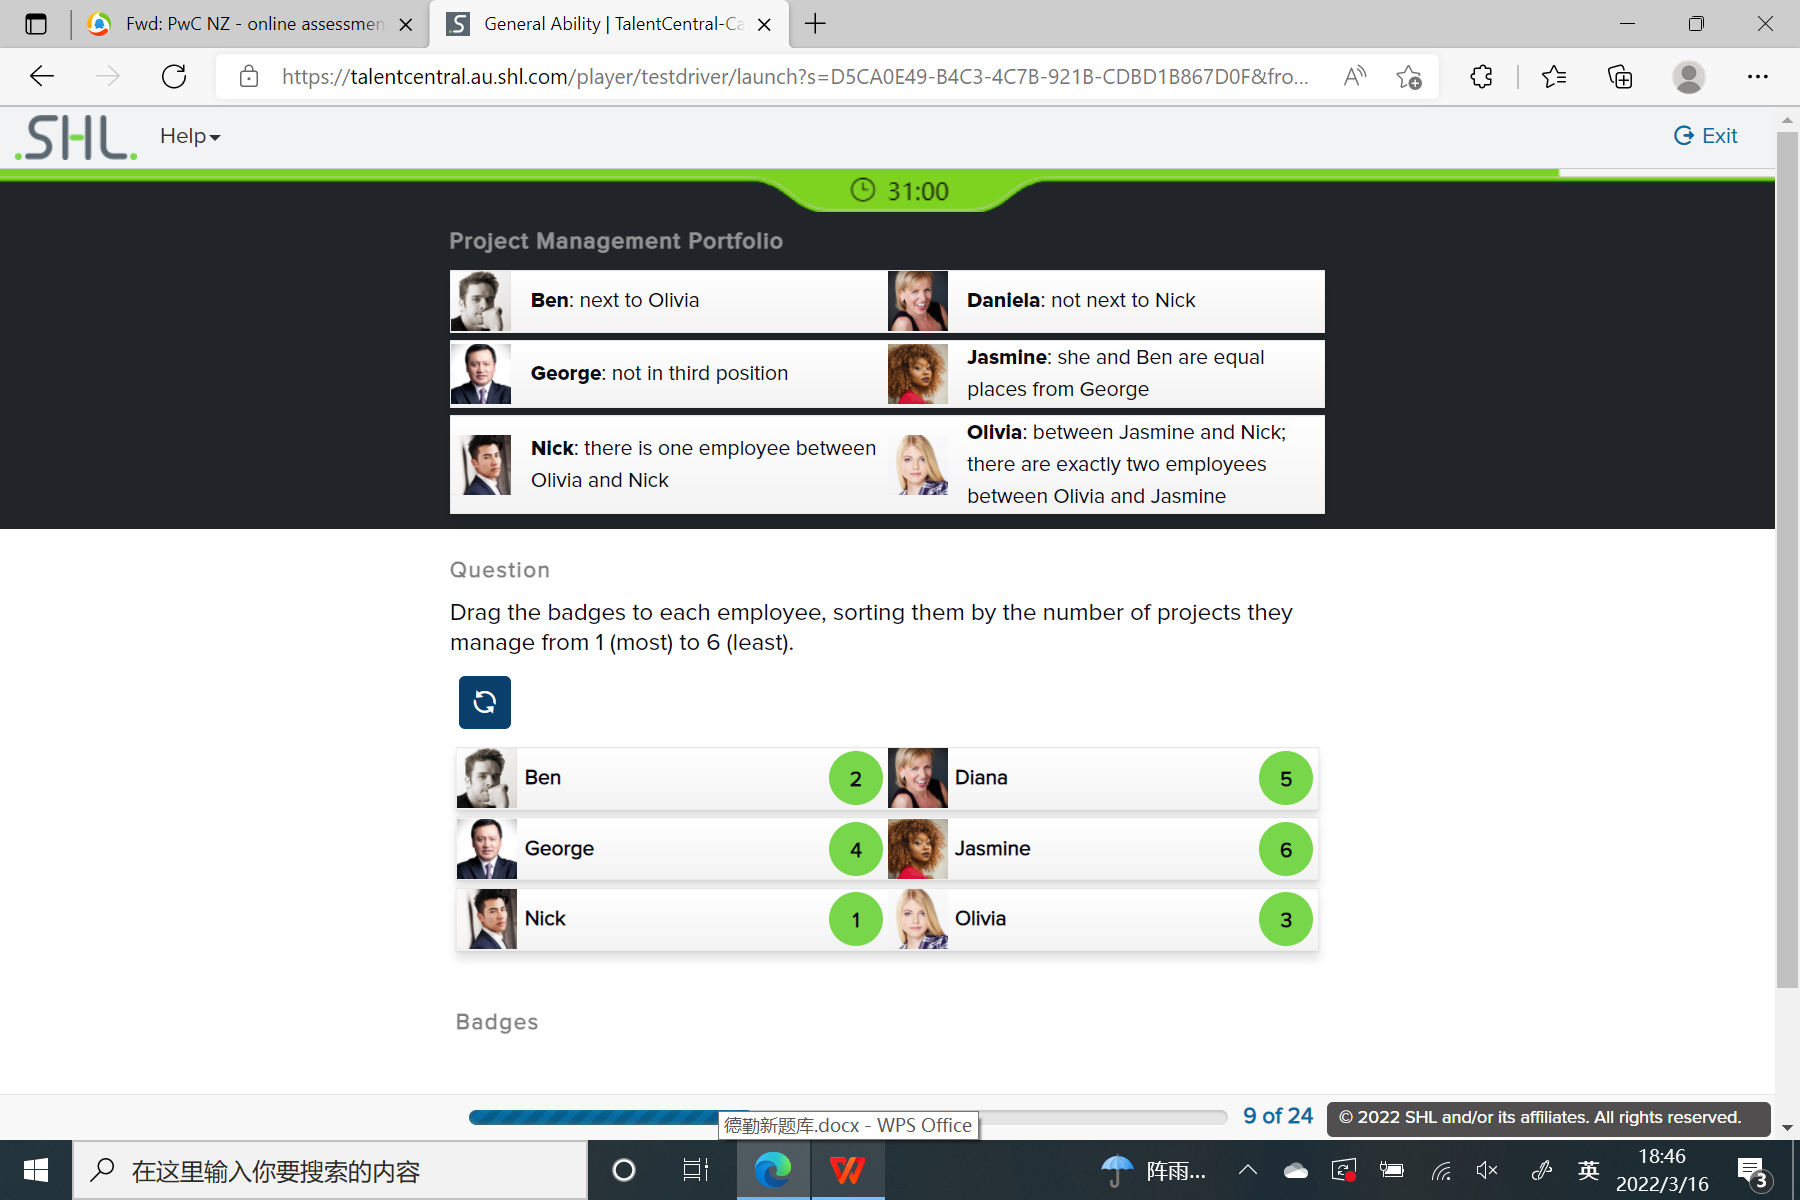 Fwd: PwC NZ - online assessmen
General Ability | TalentCentral-Ca
https://talentcentral.au.shl.com/player/testdriver/launch?s=D5CA0E49-B4C3-4C7B-921B-CDBD1B867D0F&fro...
.SHL.
Help
Exit
31:00
Project Management Portfolio
Ben: next to Olivia
Daniela: not next to Nick
George: not in third position
Jasmine: she and Ben are equal
places from George
Nick: there is one employee between
Olivia and Nick
Olivia: between Jasmine and Nick;
there are exactly two employees
between Olivia and Jasmine
Question
Drag the badges to each employee, sorting them by the number of projects they
manage from 1 (most) to 6 (least).
Ben 2
Diana 5
George 4
Jasmine 6
Nick 1
Olivia 3
Badges
9 of 24
© 2022 SHL and/or its affiliates. All rights reserved.
德勤新题库.docx - WPS Office
在这里输入你要搜索的内容
阵雨...
英
18:46
2022/3/16
3